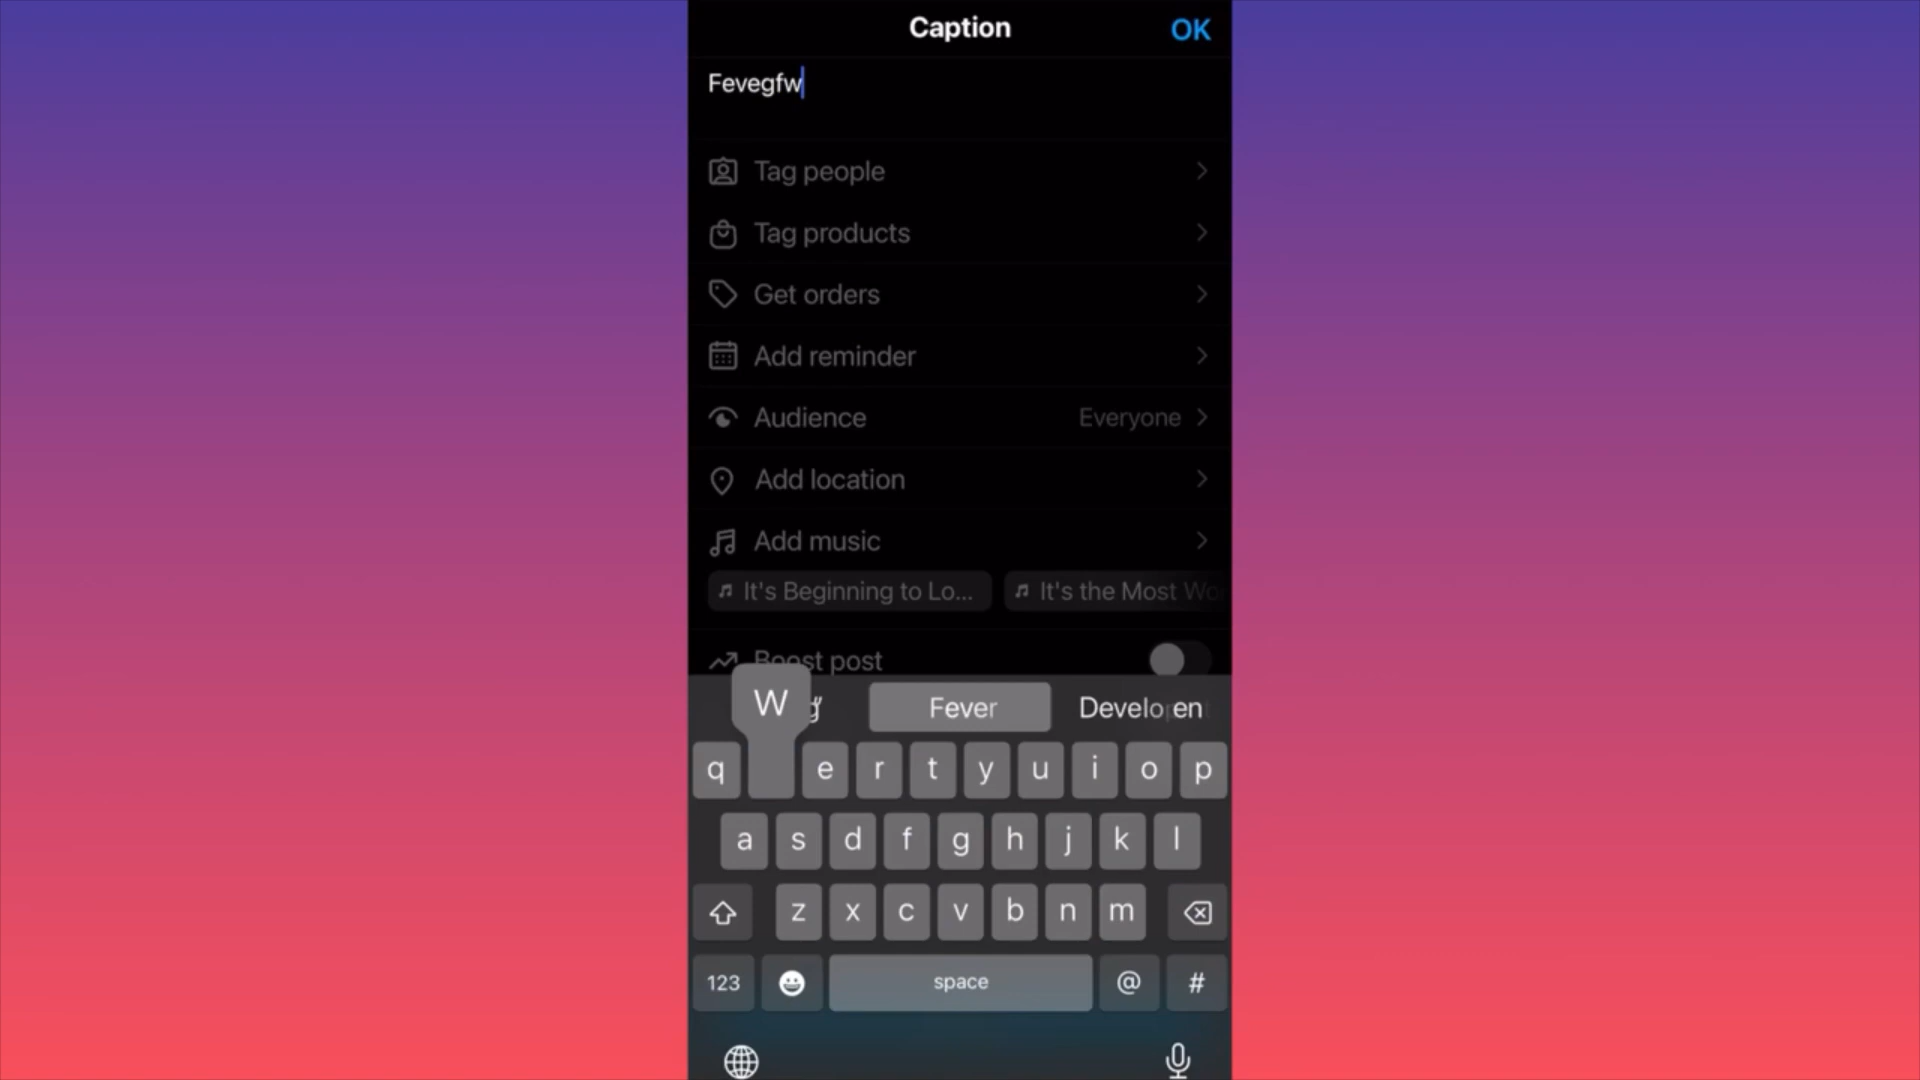 Caption
OK
Fevegfw
Tag people
Tag products
Get orders
Add reminder
Audience
Everyone
Add location
Add music
It's Beginning to Lo...
It's the Most Wo
Boost post
W
Fever
q e r t y u i o p
a s d f g h j k l
z x c v b n m
123
space
@
#